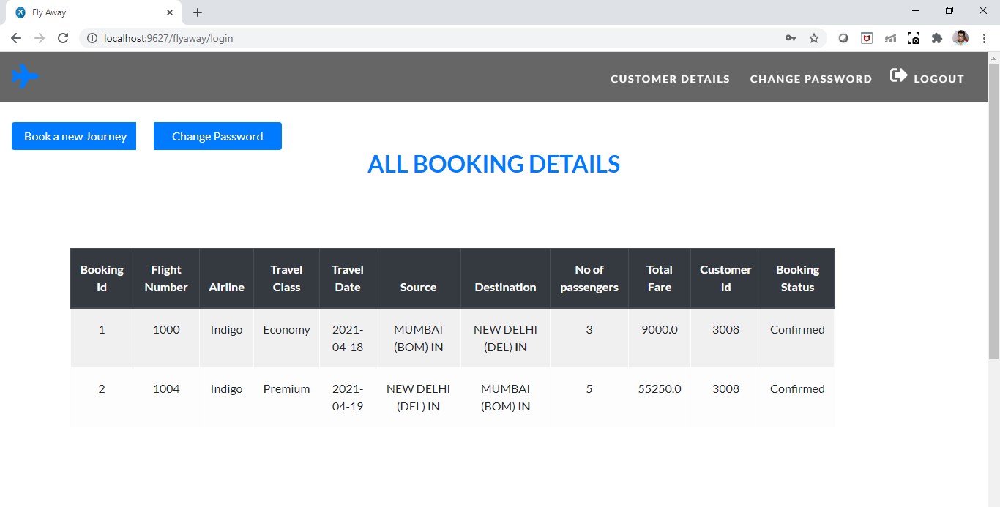 Fly Away
localhost:9627/flyaway/login
CUSTOMER DETAILS CHANGE PASSWORD LOGOUT
Book a new Journey Change Password
ALL BOOKING DETAILS
Booking Flight Travel Travel No of Total Customer Booking
Id Number Airline Class Date Source Destination passengers Fare Id Status
1 1000 Indigo Economy 2021- MUMBAI NEW DELHI 3 9000.0 3008 Confirmed
04-18 (BOM) IN (DEL) IN
2 1004 Indigo Premium 2021- NEW DELHI MUMBAI 5 55250.0 3008 Confirmed
04-19 (DEL) IN (BOM) IN